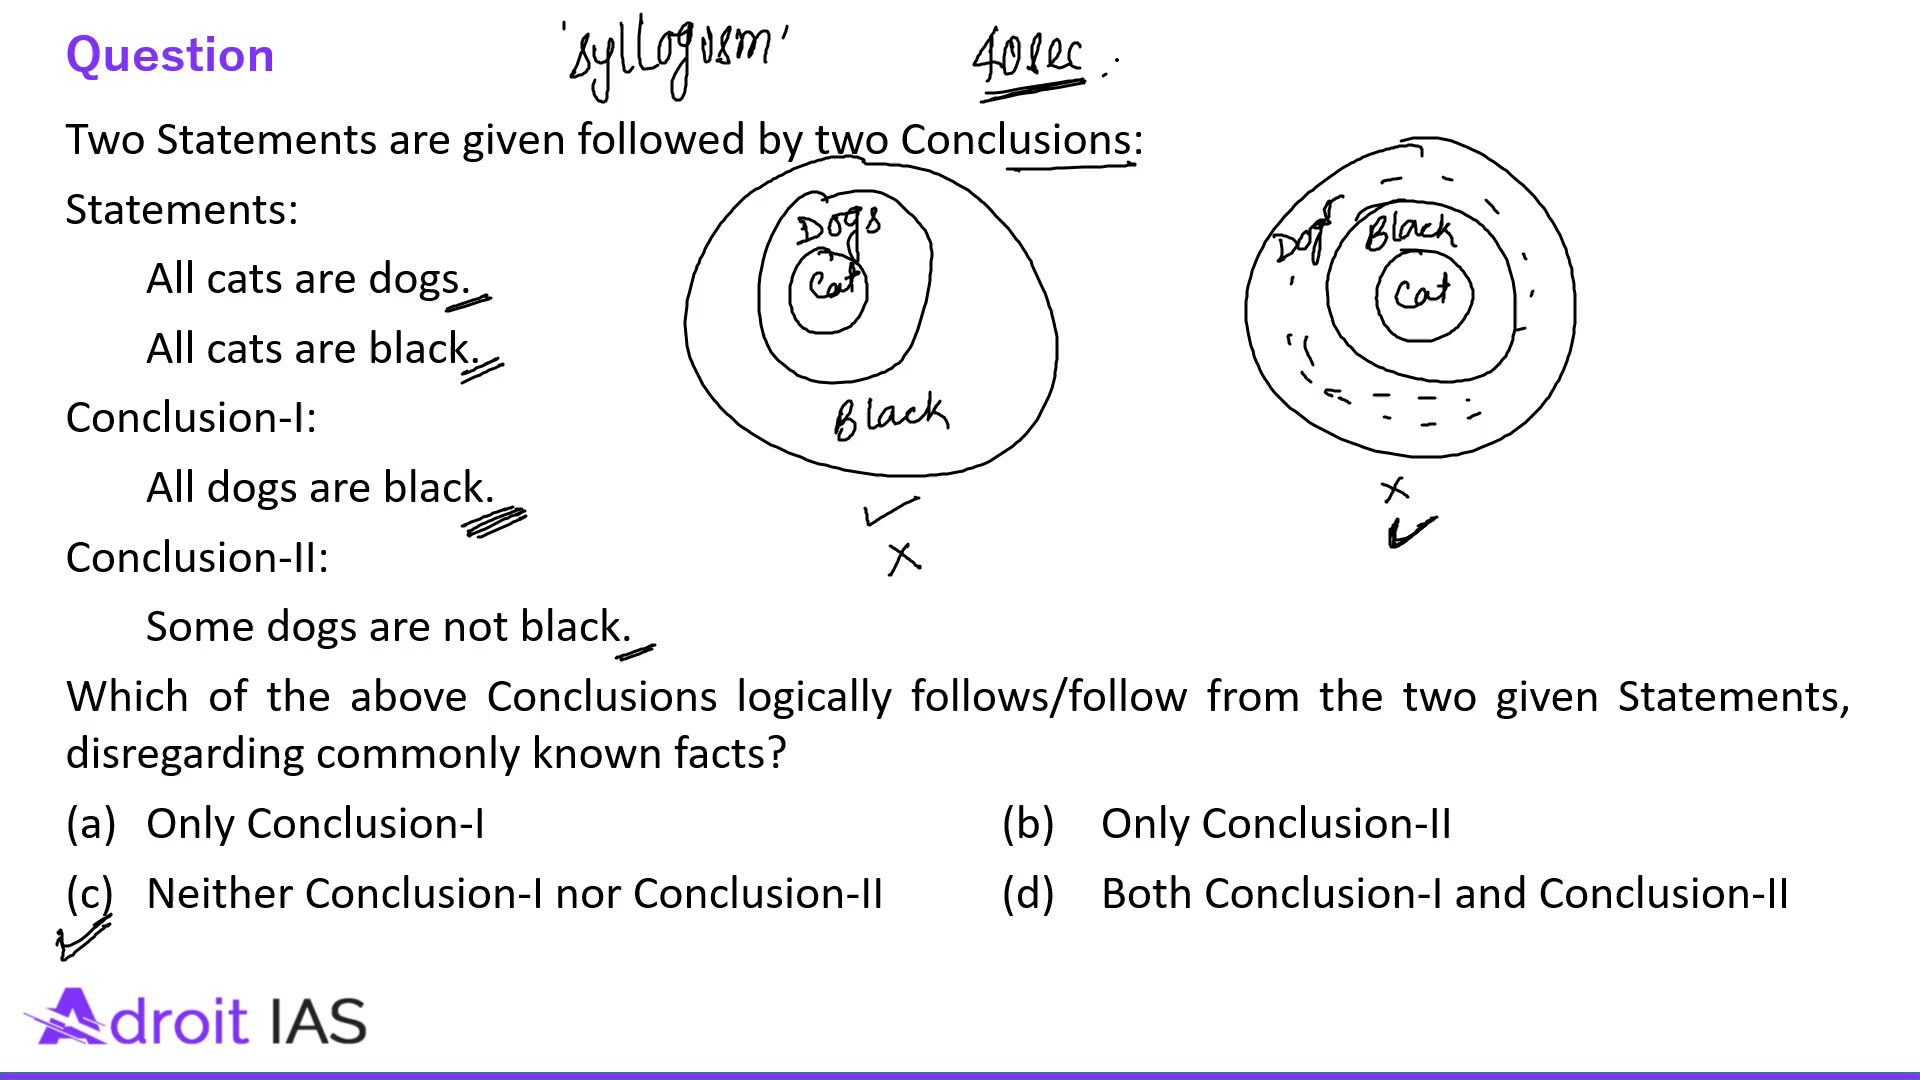 Question
'syllogism'
40sec.
Two Statements are given followed by two Conclusions:
Statements:
All cats are dogs.
All cats are black.
Conclusion-I:
All dogs are black.
Conclusion-II:
Some dogs are not black.
Dogs
Cat
Black
Dog
Black
Cat
Which of the above Conclusions logically follows/follow from the two given Statements,
disregarding commonly known facts?
(a) Only Conclusion-I
(b) Only Conclusion-II
(c) Neither Conclusion-I nor Conclusion-II
(d) Both Conclusion-I and Conclusion-II
Adroit IAS